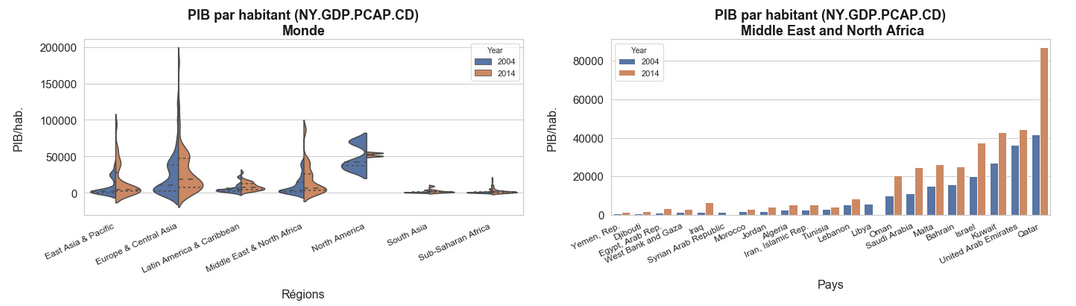 PIB par habitant (NY.GDP.PCAP.CD)
Monde
PIB/hab.
200000
150000
100000
50000
0
Year
2004
2014
East Asia & Pacific
Europe & Central Asia
Latin America & Caribbean
Middle East & North Africa
North America
South Asia
Sub-Saharan Africa
Régions
PIB par habitant (NY.GDP.PCAP.CD)
Middle East and North Africa
PIB/hab.
80000
60000
40000
20000
0
Year
2004
2014
Yemen, Rep.
Djibouti
Egypt, Arab Rep.
West Bank and Gaza
Iraq
Syrian Arab Republic
Morocco
Jordan
Algeria
Iran, Islamic Rep.
Tunisia
Lebanon
Libya
Oman
Saudi Arabia
Malta
Bahrain
Israel
Kuwait
United Arab Emirates
Qatar
Pays